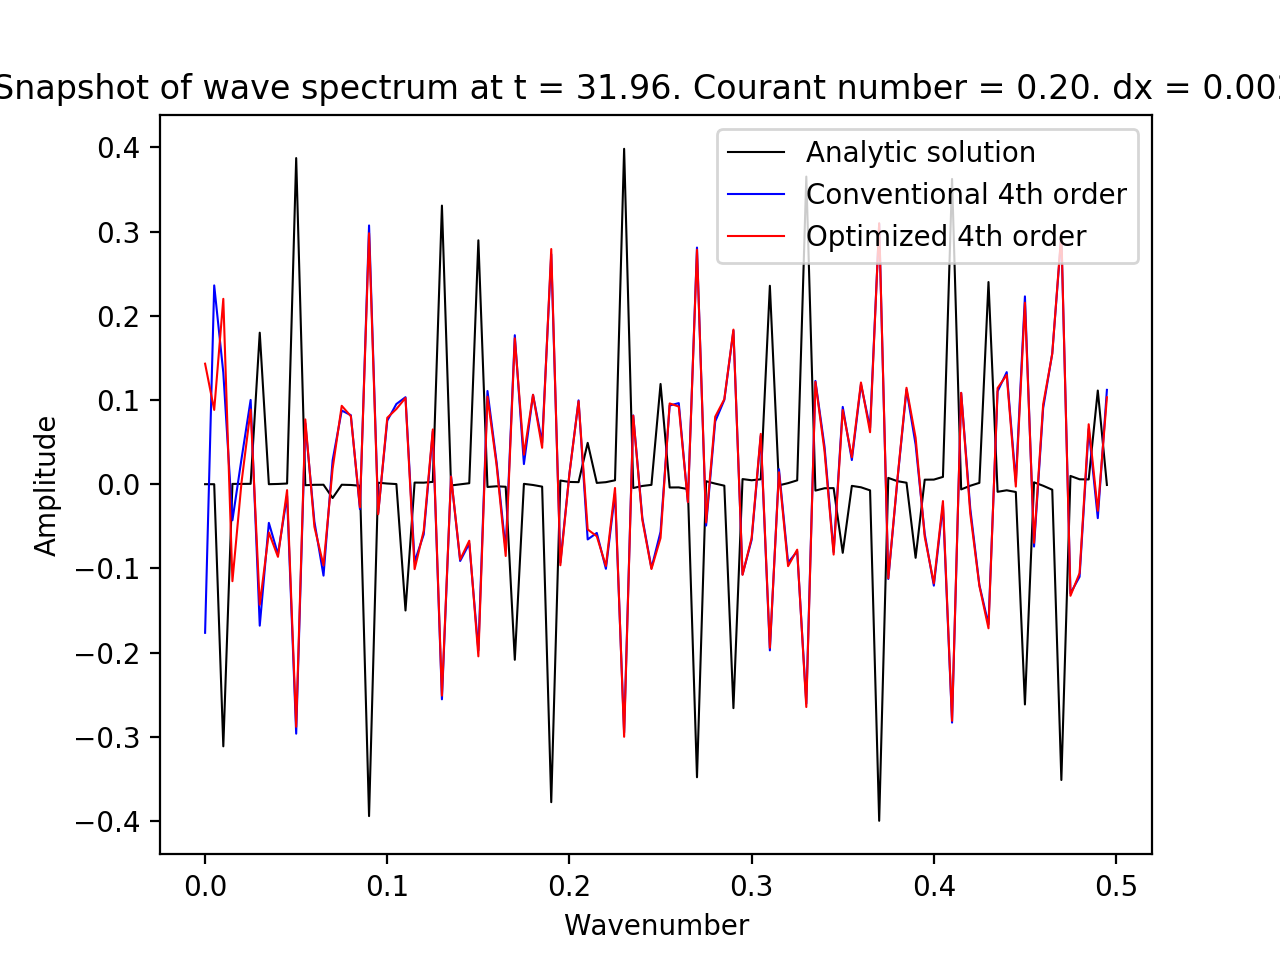 Snapshot of wave spectrum at t = 31.96. Courant number = 0.20. dx = 0.00
Analytic solution
Conventional 4th order
Optimized 4th order
0.4
0.3
0.2
0.1
0.0
−0.1
−0.2
−0.3
−0.4
Amplitude
0.0 0.1 0.2 0.3 0.4 0.5
Wavenumber